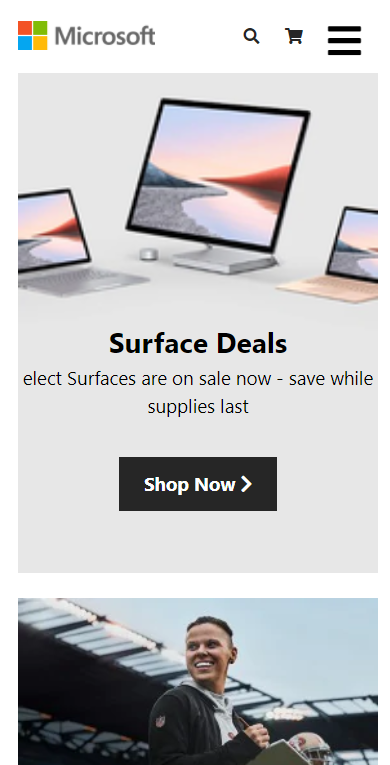 Microsoft
Surface Deals
elect Surfaces are on sale now - save while
supplies last
Shop Now